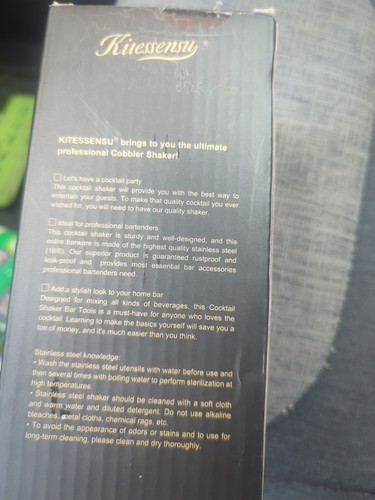 Kitessensu®
KITESSENSU® brings to you the ultimate
professional Cobbler Shaker!
☐ Let's have a cocktail party
This cocktail shaker will provide you with the best way to
entertain your guests. To make that quality cocktail you ever
wished for, you will need to have our quality shaker.
☐ Ideal for professional bartenders
This cocktail shaker is sturdy and well-designed, and this
entire barware is made of the highest quality stainless steel
(18/8). Our superior product is guaranteed rustproof and
leak-proof and provides most essential bar accessories
professional bartenders need.
☐ Add a stylish look to your home bar
Designed for mixing all kinds of beverages, this Cocktail
Shaker Bar Tools is a must-have for anyone who loves the
cocktail. Learning to make the basics yourself will save you a
ton of money, and it's much easier than you think.
Stainless steel knowledge:
• Wash the stainless steel utensils with water before use and
then several times with boiling water to perform sterilization at
high temperatures.
• Stainless steel shaker should be cleaned with a soft cloth
and warm water and diluted detergent. Do not use alkaline
bleaches, metal cloths, chemical rags, etc.
• To avoid the appearance of odors or stains and to use for
long-term cleaning, please clean and dry thoroughly.